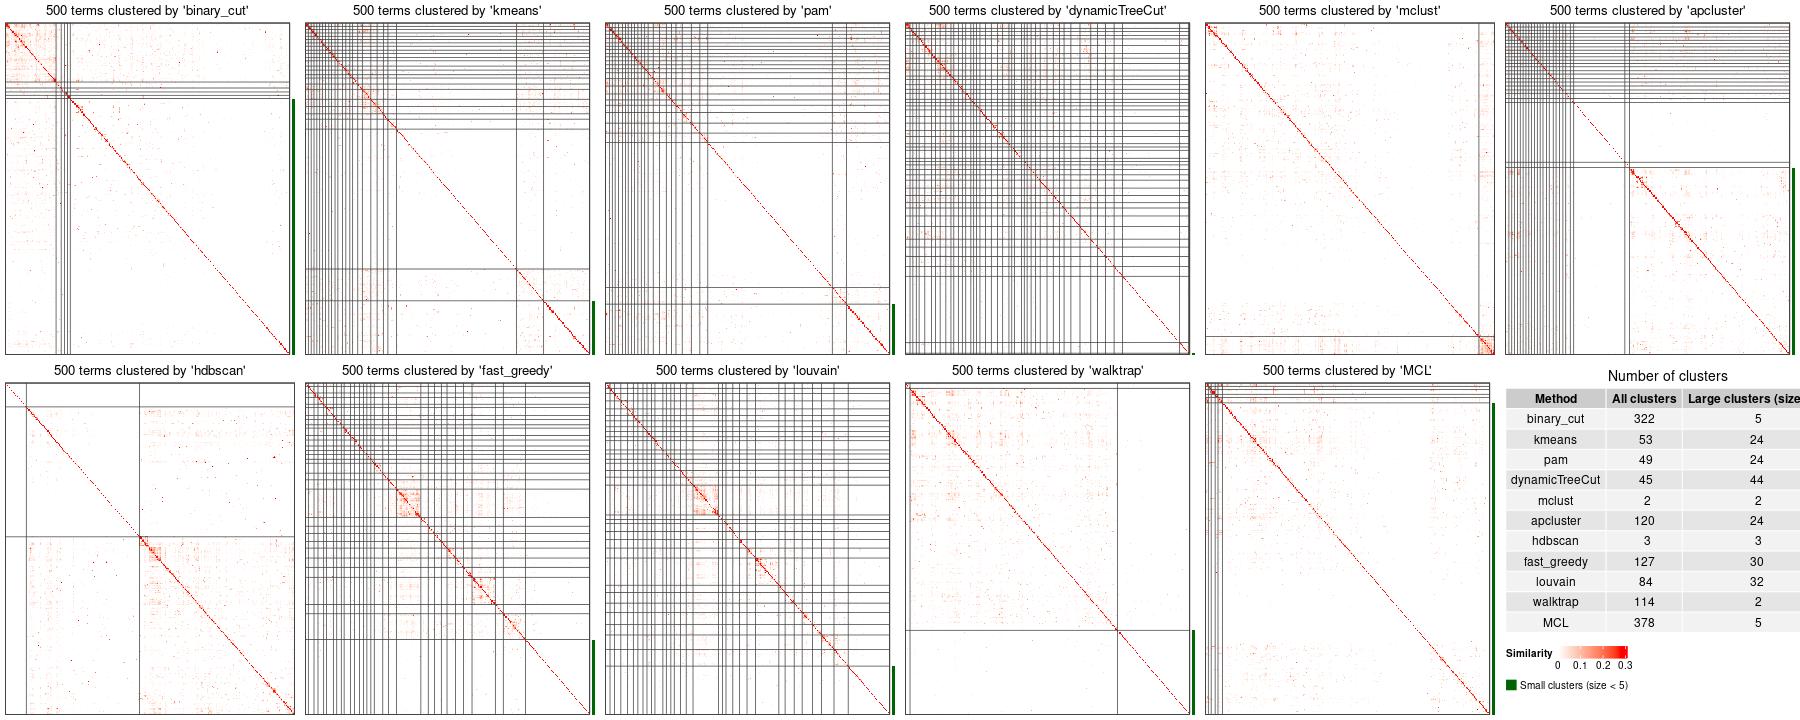 500 terms clustered by 'binary_cut'
500 terms clustered by 'kmeans'
500 terms clustered by 'pam'
500 terms clustered by 'dynamicTreeCut'
500 terms clustered by 'mclust'
500 terms clustered by 'apcluster'
500 terms clustered by 'hdbscan'
500 terms clustered by 'fast_greedy'
500 terms clustered by 'louvain'
500 terms clustered by 'walktrap'
500 terms clustered by 'MCL'
Number of clusters
Method All clusters Large clusters (size
binary_cut 322 5
kmeans 53 24
pam 49 24
dynamicTreeCut 45 44
mclust 2 2
apcluster 120 24
hdbscan 3 3
fast_greedy 127 30
louvain 84 32
walktrap 114 2
MCL 378 5
Similarity
0 0.1 0.2 0.3
Small clusters (size < 5)